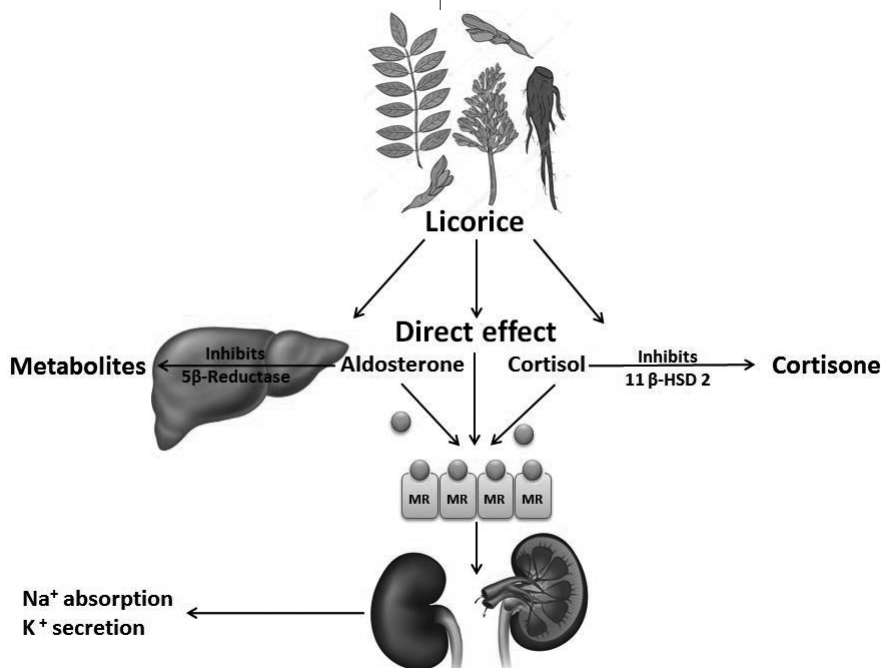 Licorice
Direct effect
Metabolites
Inhibits
5β-Reductase
Aldosterone
Cortisol
Inhibits
11 β-HSD 2
Cortisone
MR MR MR MR
Na⁺ absorption
K⁺ secretion